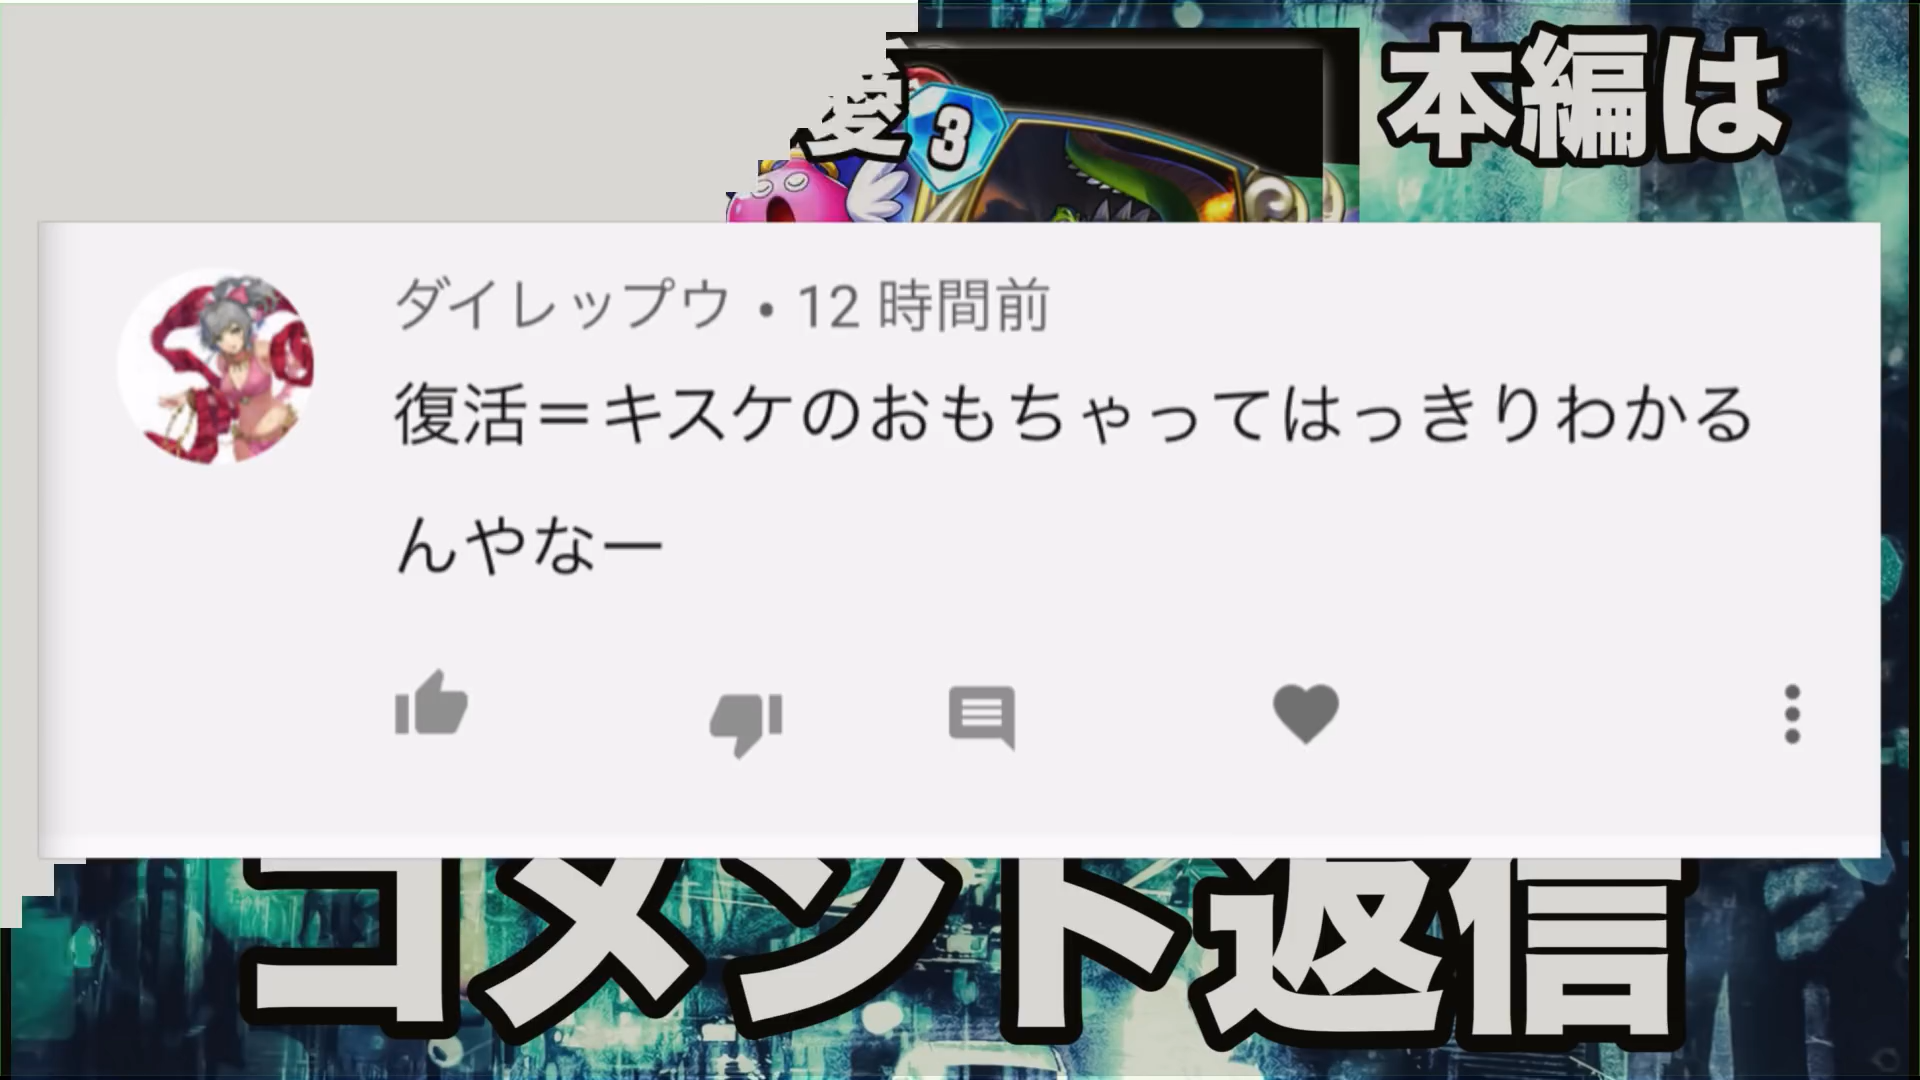 愛
3
本編は
ダイレップウ • 12 時間前
復活＝キスケのおもちゃってはっきりわかる
んやなー
コメント返信